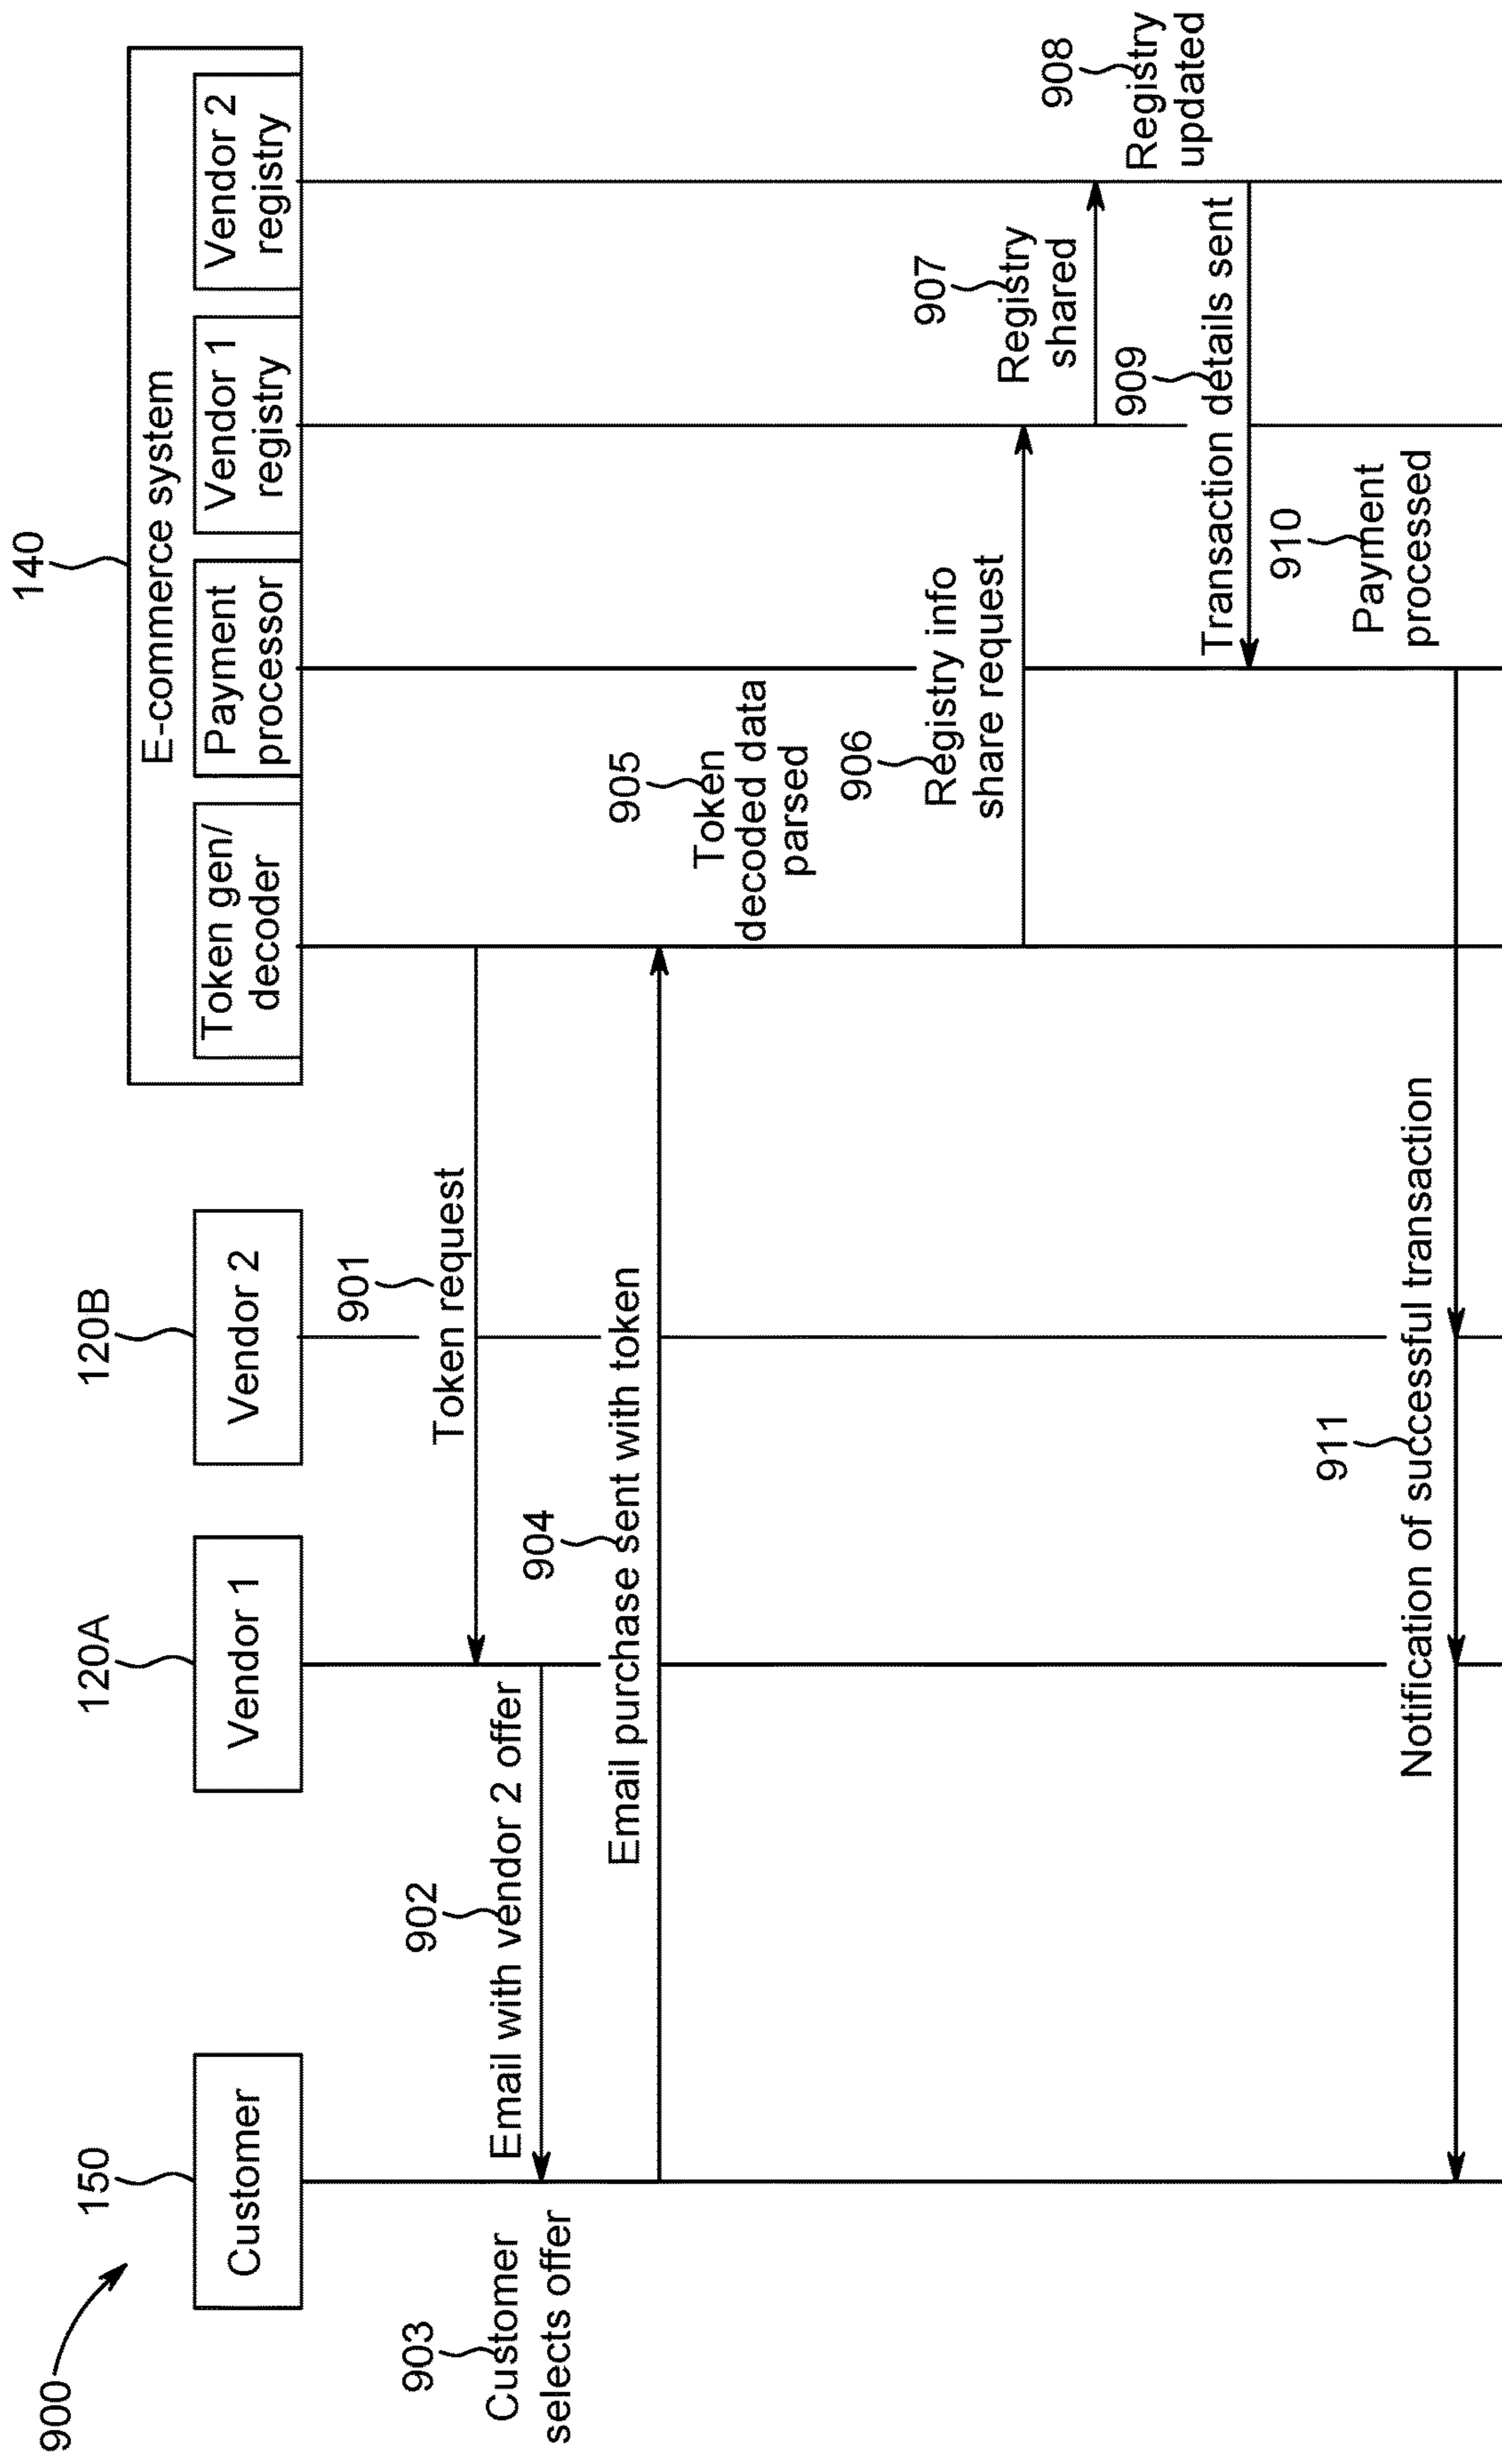 900
150
120A
120B
140
Customer
Vendor 1
Vendor 2
E-commerce system
Token gen/
decoder
Payment
processor
Vendor 1
registry
Vendor 2
registry
901
Token request
902
Email with vendor 2 offer
903
Customer
selects offer
904
Email purchase sent with token
905
Token
decoded data
parsed
906
Registry info
share request
907
Registry
shared
908
Registry
updated
909
Transaction details sent
910
Payment
processed
911
Notification of successful transaction